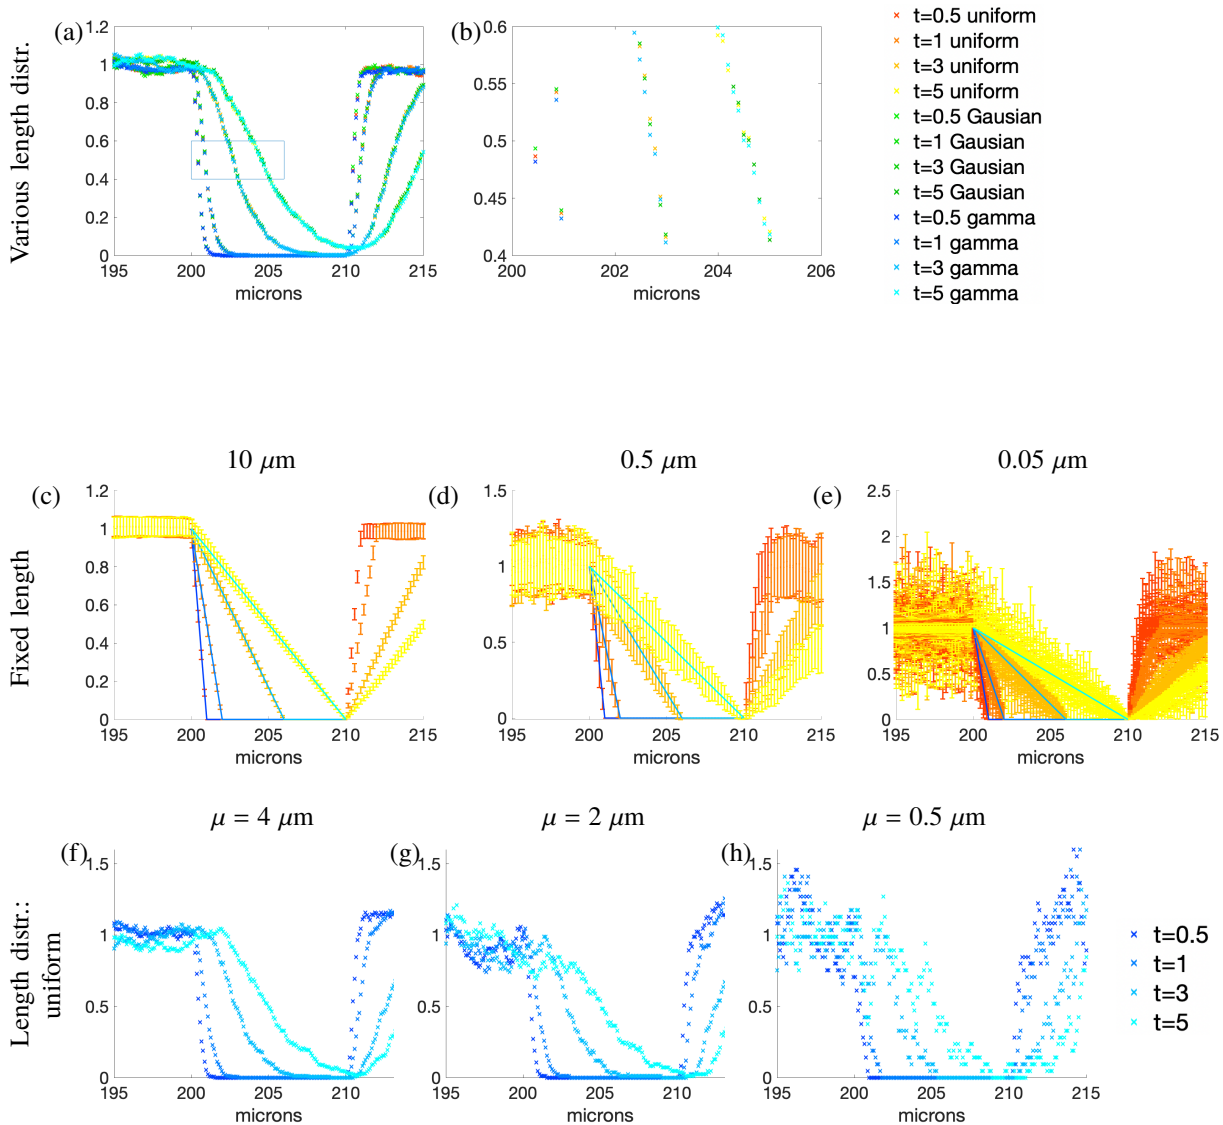 Various length distr.
(a)
1.2
1
0.8
0.6
0.4
0.2
0
195 200 205 210 215
microns
(b)
0.6
0.55
0.5
0.45
0.4
200 202 204 206
microns
t=0.5 uniform
t=1 uniform
t=3 uniform
t=5 uniform
t=0.5 Gausian
t=1 Gausian
t=3 Gausian
t=5 Gausian
t=0.5 gamma
t=1 gamma
t=3 gamma
t=5 gamma
Fixed length
10 μm
(c)
1.2
1
0.8
0.6
0.4
0.2
0
195 200 205 210 215
microns
0.5 μm
(d)
1.5
1
0.5
0
195 200 205 210 215
microns
0.05 μm
(e)
2.5
2
1.5
1
0.5
0
195 200 205 210 215
microns
Length distr.:
uniform
μ = 4 μm
(f)
1.5
1
0.5
0
195 200 205 210
microns
μ = 2 μm
(g)
1.5
1
0.5
0
195 200 205 210
microns
μ = 0.5 μm
(h)
1.5
1
0.5
0
195 200 205 210 215
microns
t=0.5
t=1
t=3
t=5